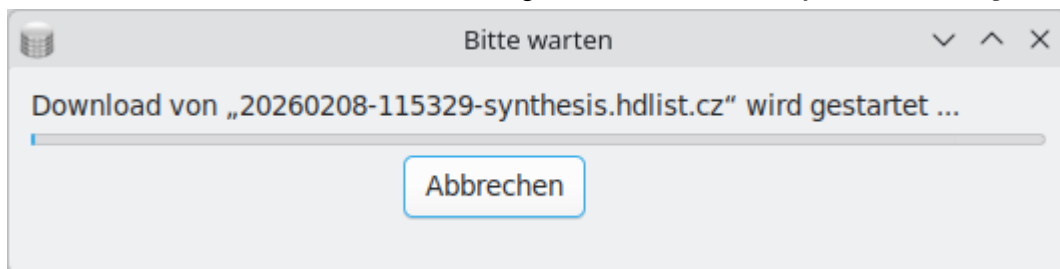 Bitte warten
Download von „20260208-115329-synthesis.hdlist.cz“ wird gestartet ...
Abbrechen